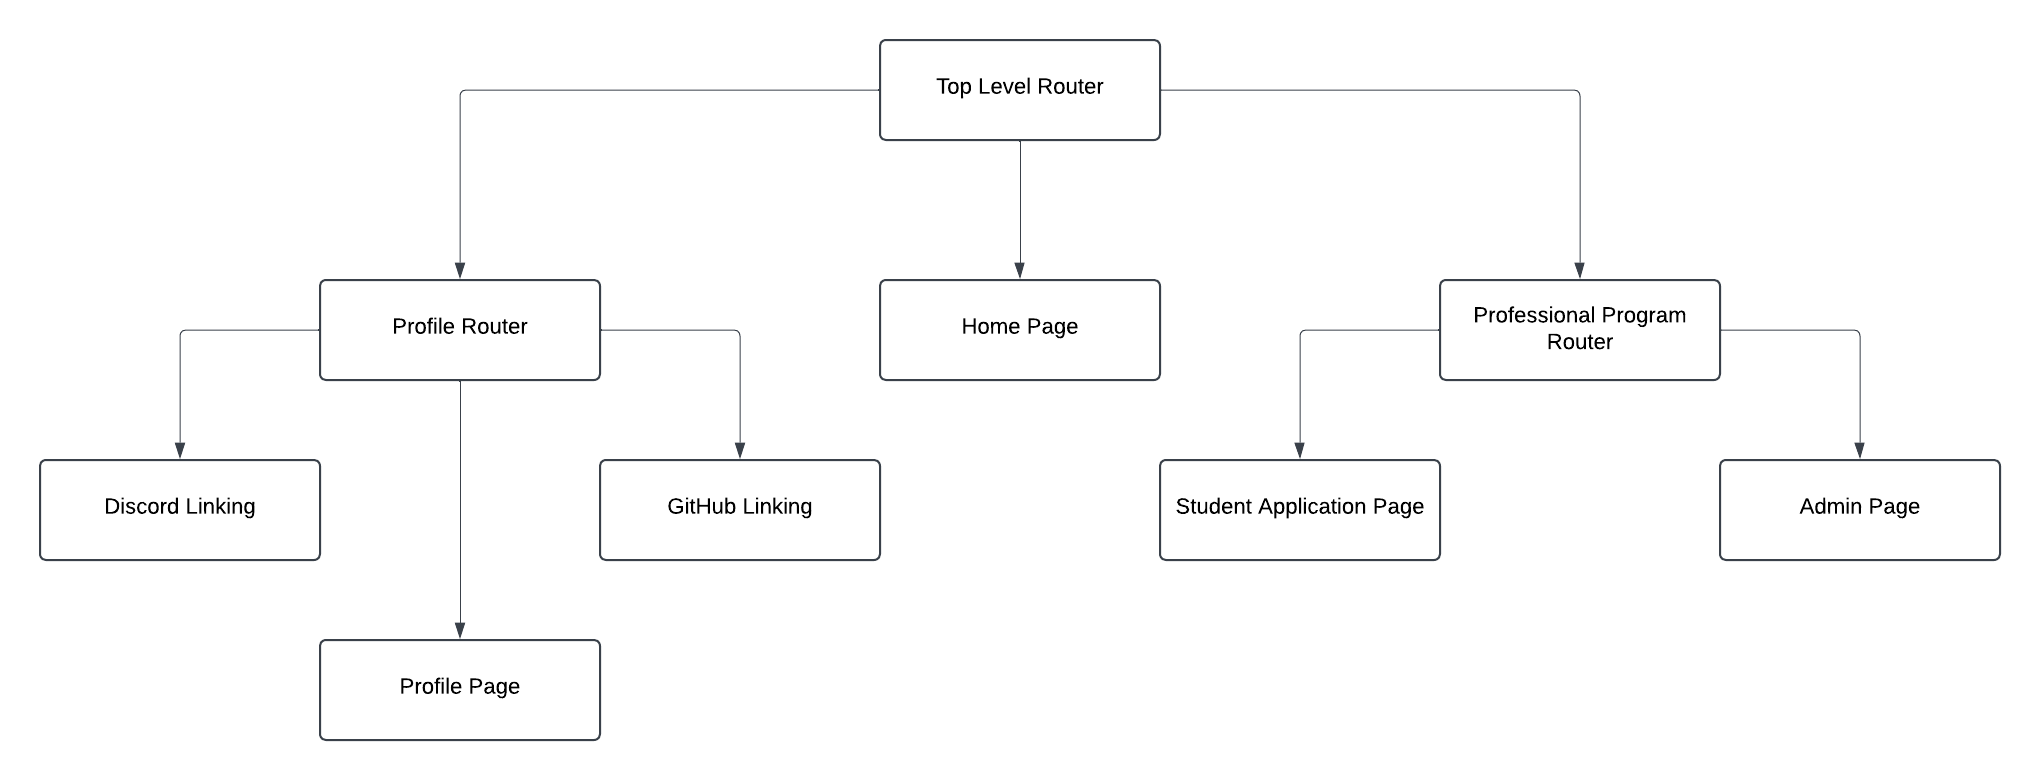 Top Level Router
Profile Router
Home Page
Professional Program
Router
Discord Linking
GitHub Linking
Student Application Page
Admin Page
Profile Page